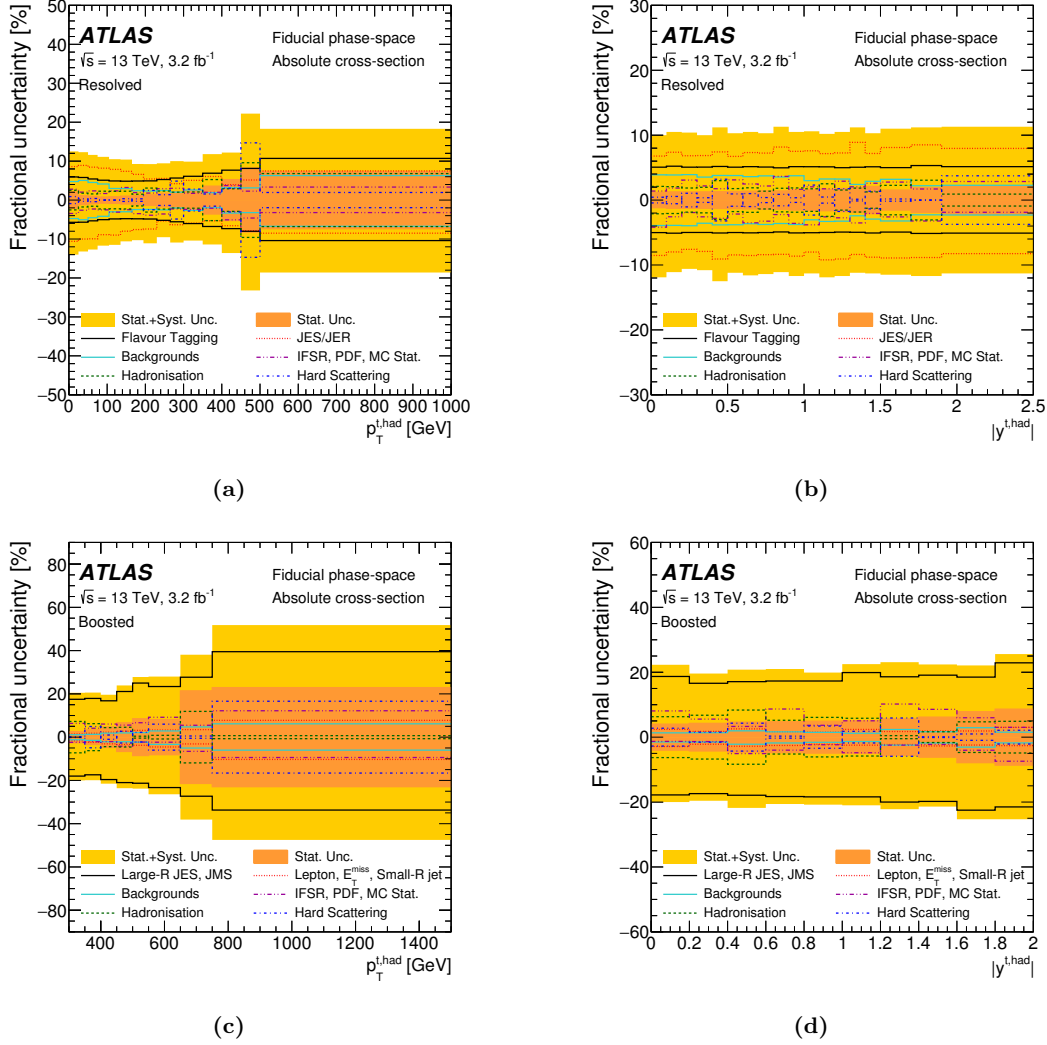 Fractional uncertainty [%]
50
40
30
20
10
0
−10
−20
−30
−40
−50
ATLAS
√s = 13 TeV, 3.2 fb⁻¹
Resolved
Fiducial phase-space
Absolute cross-section
Stat.+Syst. Unc.
Stat. Unc.
Flavour Tagging
JES/JER
Backgrounds
IFSR, PDF, MC Stat.
Hadronisation
Hard Scattering
0 100 200 300 400 500 600 700 800 900 1000
p_T^{t,had} [GeV]
(a)
Fractional uncertainty [%]
30
20
10
0
−10
−20
−30
ATLAS
√s = 13 TeV, 3.2 fb⁻¹
Resolved
Fiducial phase-space
Absolute cross-section
Stat.+Syst. Unc.
Stat. Unc.
Flavour Tagging
JES/JER
Backgrounds
IFSR, PDF, MC Stat.
Hadronisation
Hard Scattering
0 0.5 1 1.5 2 2.5
|y^{t,had}|
(b)
Fractional uncertainty [%]
80
60
40
20
0
−20
−40
−60
−80
ATLAS
√s = 13 TeV, 3.2 fb⁻¹
Boosted
Fiducial phase-space
Absolute cross-section
Stat.+Syst. Unc.
Stat. Unc.
Large-R JES, JMS
Lepton, E_T^{miss}, Small-R jet
Backgrounds
IFSR, PDF, MC Stat.
Hadronisation
Hard Scattering
400 600 800 1000 1200 1400
p_T^{t,had} [GeV]
(c)
Fractional uncertainty [%]
60
40
20
0
−20
−40
−60
ATLAS
√s = 13 TeV, 3.2 fb⁻¹
Boosted
Fiducial phase-space
Absolute cross-section
Stat.+Syst. Unc.
Stat. Unc.
Large-R JES, JMS
Lepton, E_T^{miss}, Small-R jet
Backgrounds
IFSR, PDF, MC Stat.
Hadronisation
Hard Scattering
0 0.2 0.4 0.6 0.8 1 1.2 1.4 1.6 1.8 2
|y^{t,had}|
(d)